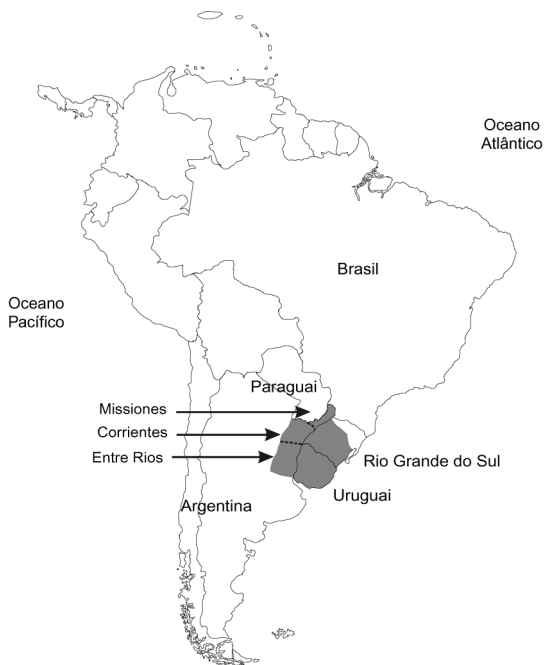 Oceano
Atlântico
Brasil
Oceano
Pacífico
Paraguai
Missiones
Corrientes
Entre Rios
Rio Grande do Sul
Uruguai
Argentina